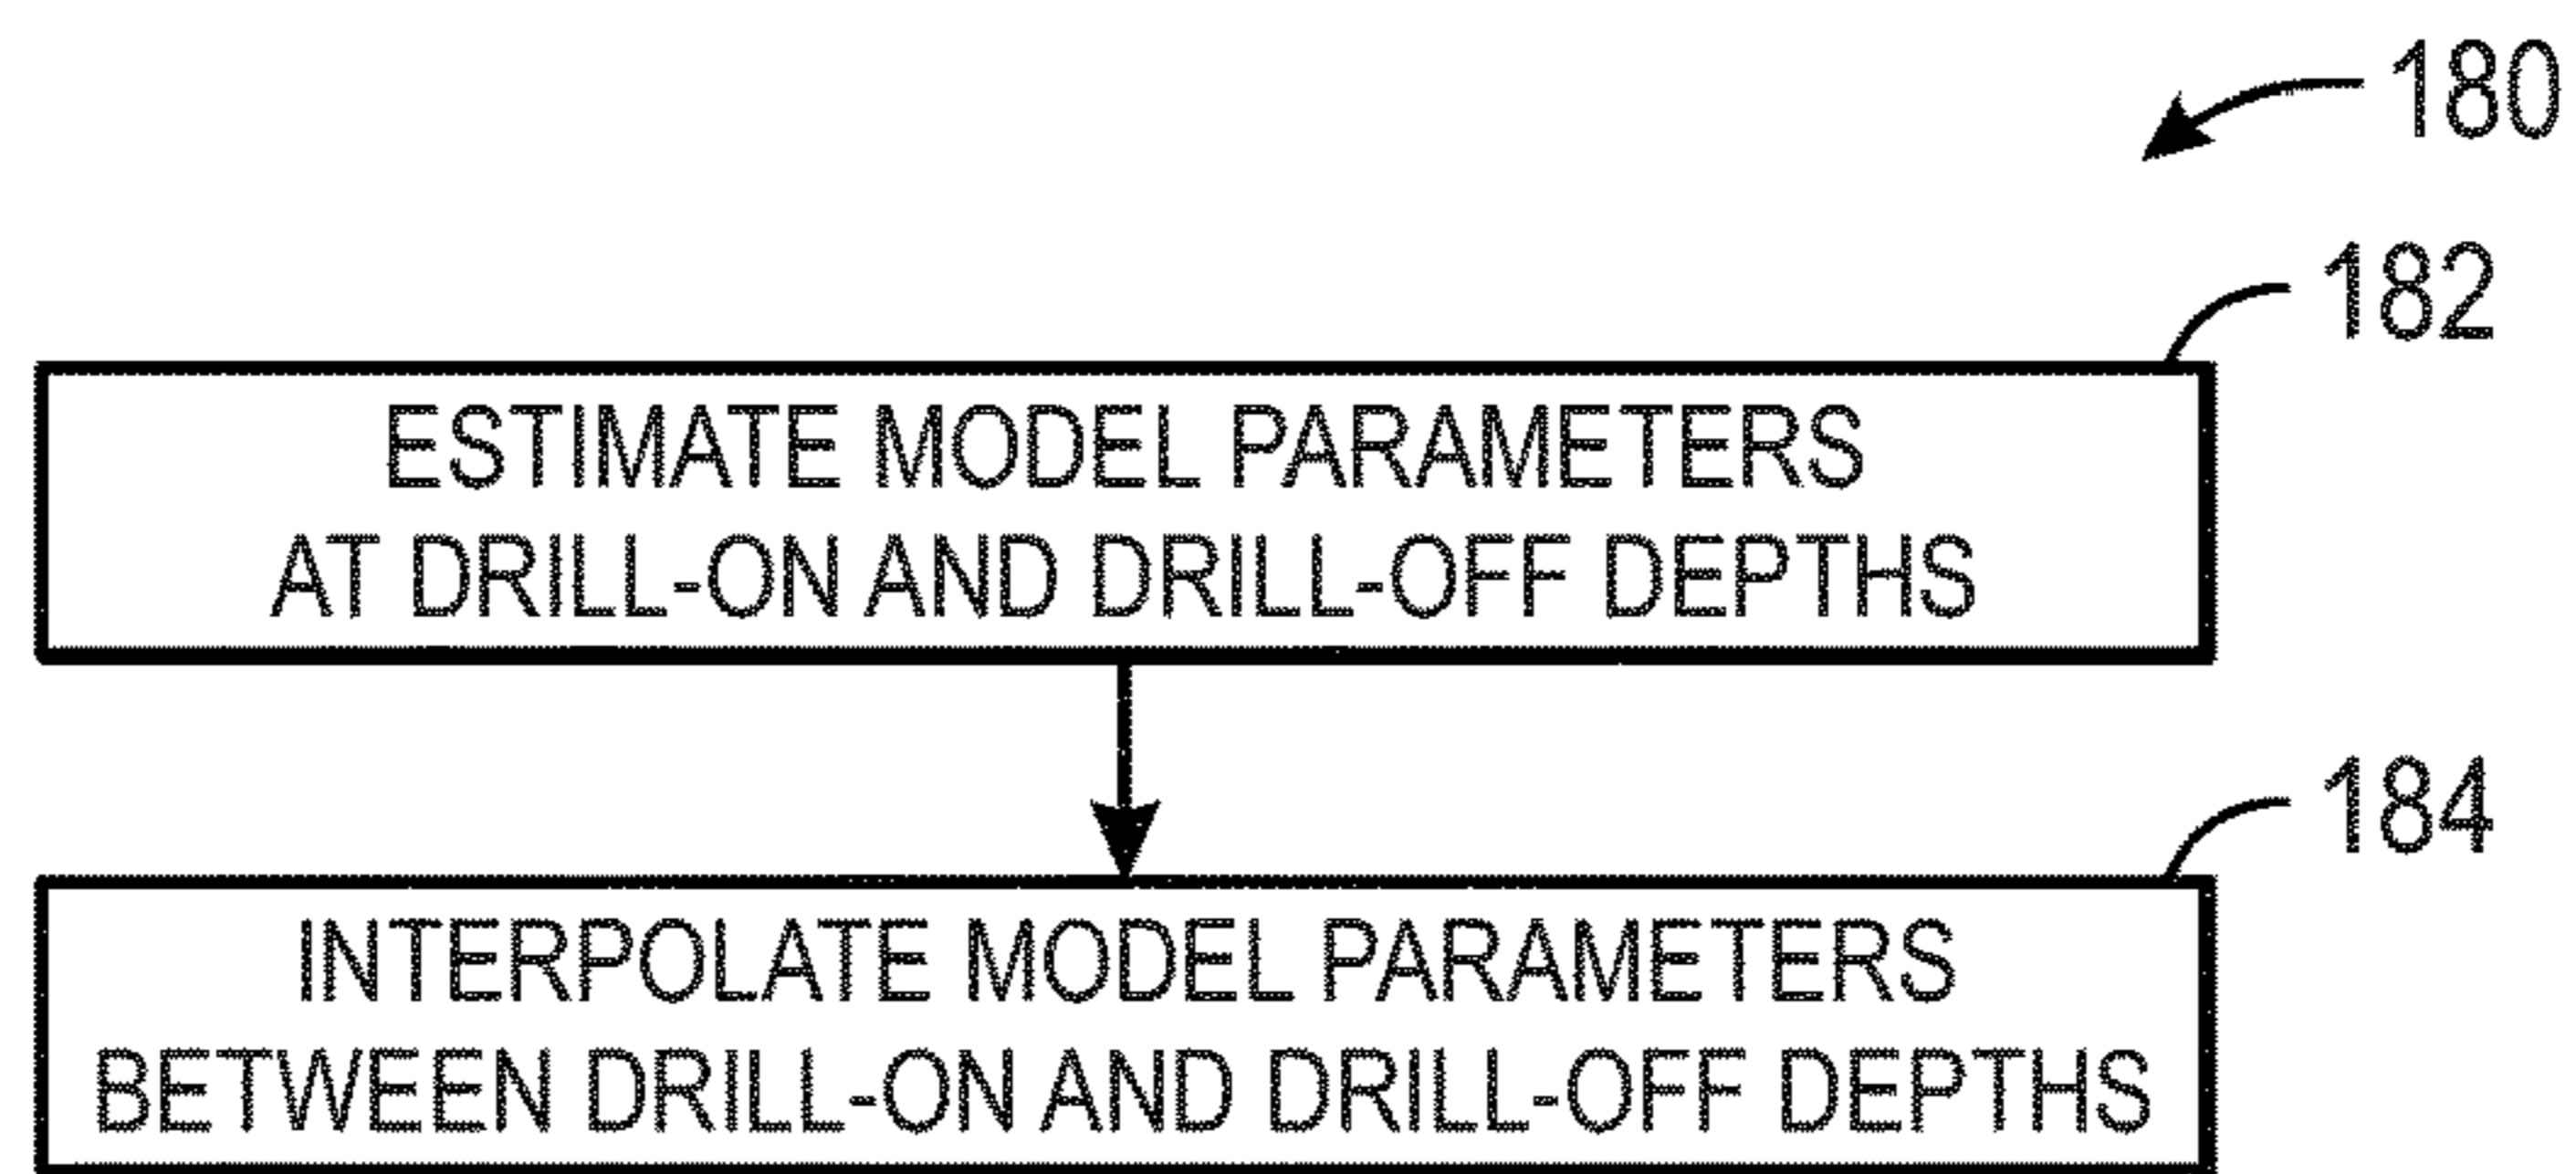 180
182
ESTIMATE MODEL PARAMETERS
AT DRILL-ON AND DRILL-OFF DEPTHS
184
INTERPOLATE MODEL PARAMETERS
BETWEEN DRILL-ON AND DRILL-OFF DEPTHS